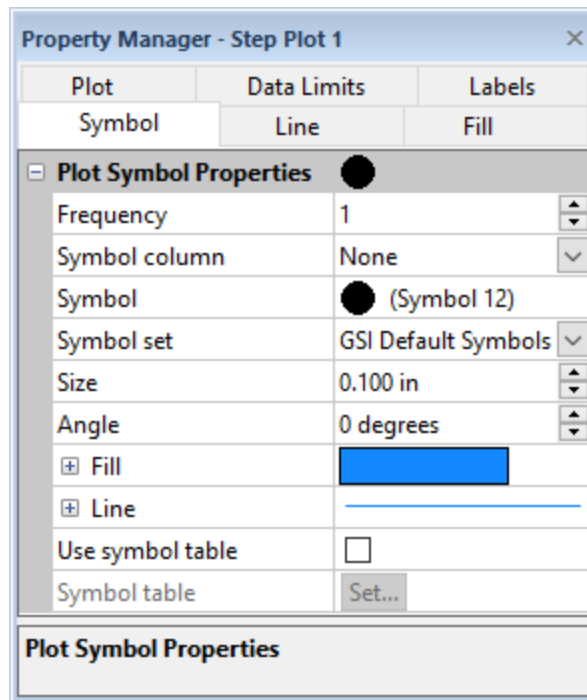 Property Manager - Step Plot 1
Plot Data Limits Labels
Symbol Line Fill
Plot Symbol Properties
Frequency 1
Symbol column None
Symbol (Symbol 12)
Symbol set GSI Default Symbols
Size 0.100 in
Angle 0 degrees
Fill
Line
Use symbol table
Symbol table Set...
Plot Symbol Properties